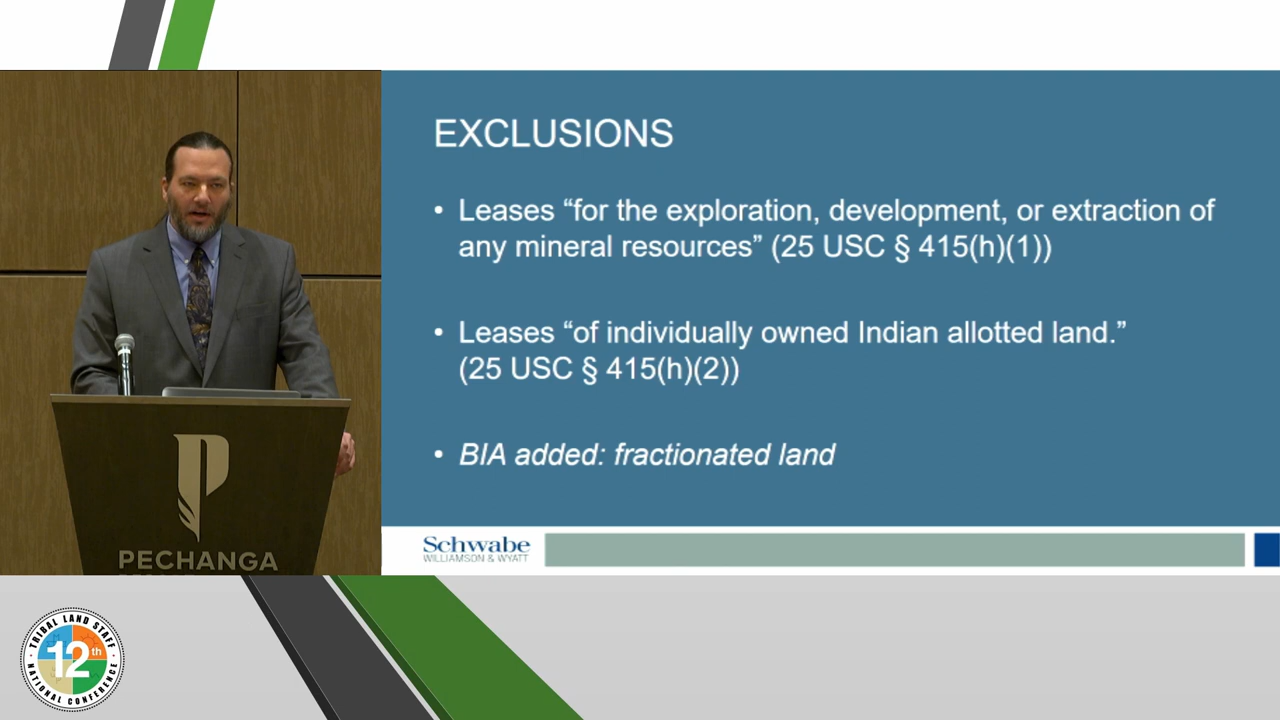 EXCLUSIONS
• Leases “for the exploration, development, or extraction of
any mineral resources” (25 USC § 415(h)(1))
• Leases “of individually owned Indian allotted land.”
(25 USC § 415(h)(2))
• BIA added: fractionated land
Schwabe
WILLIAMSON & WYATT
PECHANGA
TRIBAL LAND STAFF
12th
NATIONAL CONFERENCE